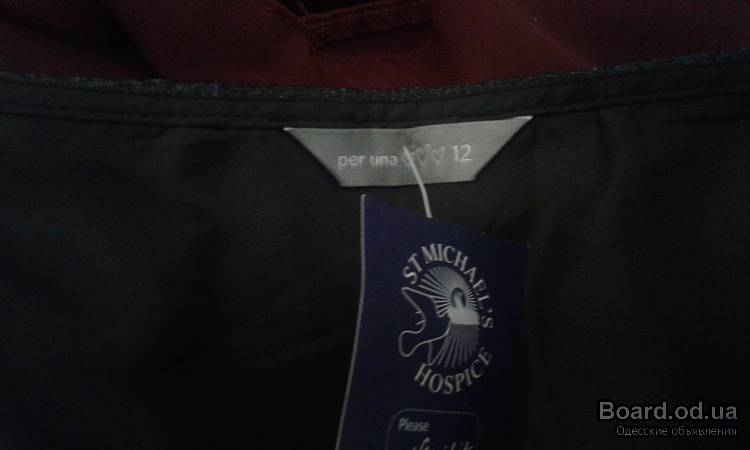 per una ♡♡♡ 12
ST MICHAEL'S
HOSPICE
Please
Board.od.ua
Одесские объявления